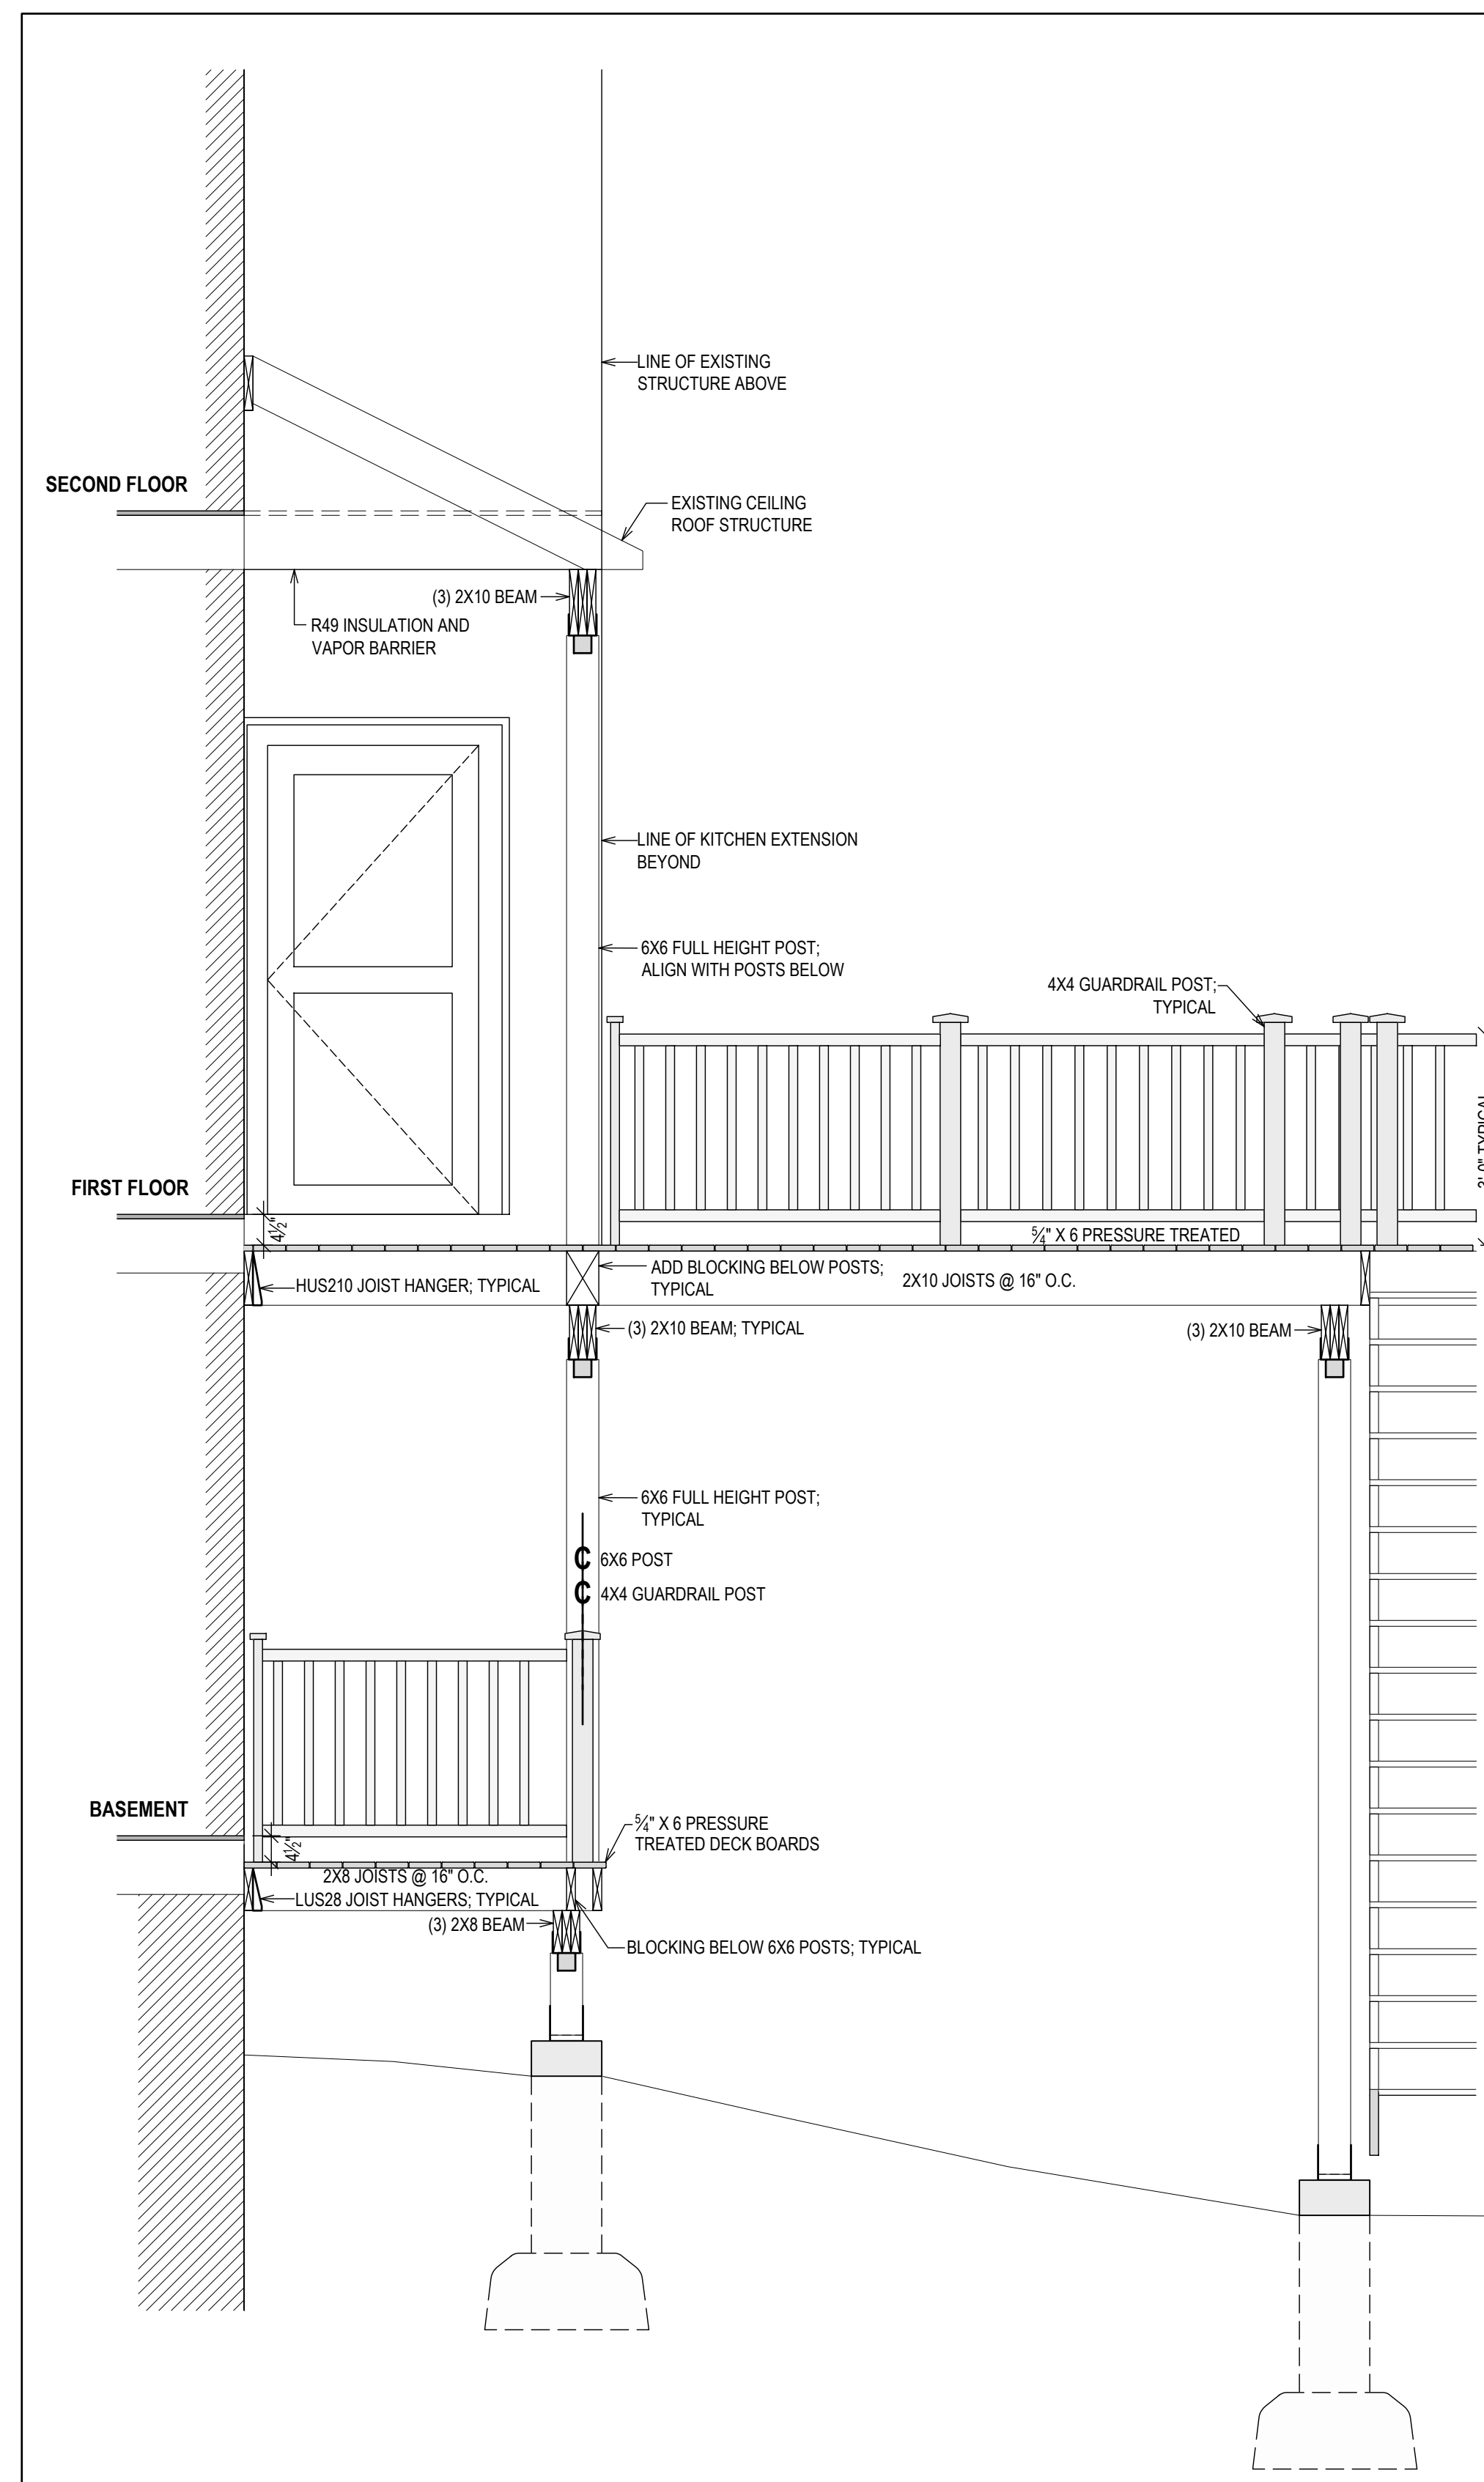 LINE OF EXISTING
STRUCTURE ABOVE
SECOND FLOOR
EXISTING CEILING
ROOF STRUCTURE
(3) 2X10 BEAM
R49 INSULATION AND
VAPOR BARRIER
LINE OF KITCHEN EXTENSION
BEYOND
6X6 FULL HEIGHT POST;
ALIGN WITH POSTS BELOW
4X4 GUARDRAIL POST;
TYPICAL
3'-0" TYPICAL
FIRST FLOOR
4½"
5⁄4" X 6 PRESSURE TREATED
ADD BLOCKING BELOW POSTS;
TYPICAL
2X10 JOISTS @ 16" O.C.
HUS210 JOIST HANGER; TYPICAL
(3) 2X10 BEAM; TYPICAL
(3) 2X10 BEAM
6X6 FULL HEIGHT POST;
TYPICAL
C 6X6 POST
C 4X4 GUARDRAIL POST
BASEMENT
4½"
5⁄4" X 6 PRESSURE
TREATED DECK BOARDS
2X8 JOISTS @ 16" O.C.
LUS28 JOIST HANGERS; TYPICAL
(3) 2X8 BEAM
BLOCKING BELOW 6X6 POSTS; TYPICAL